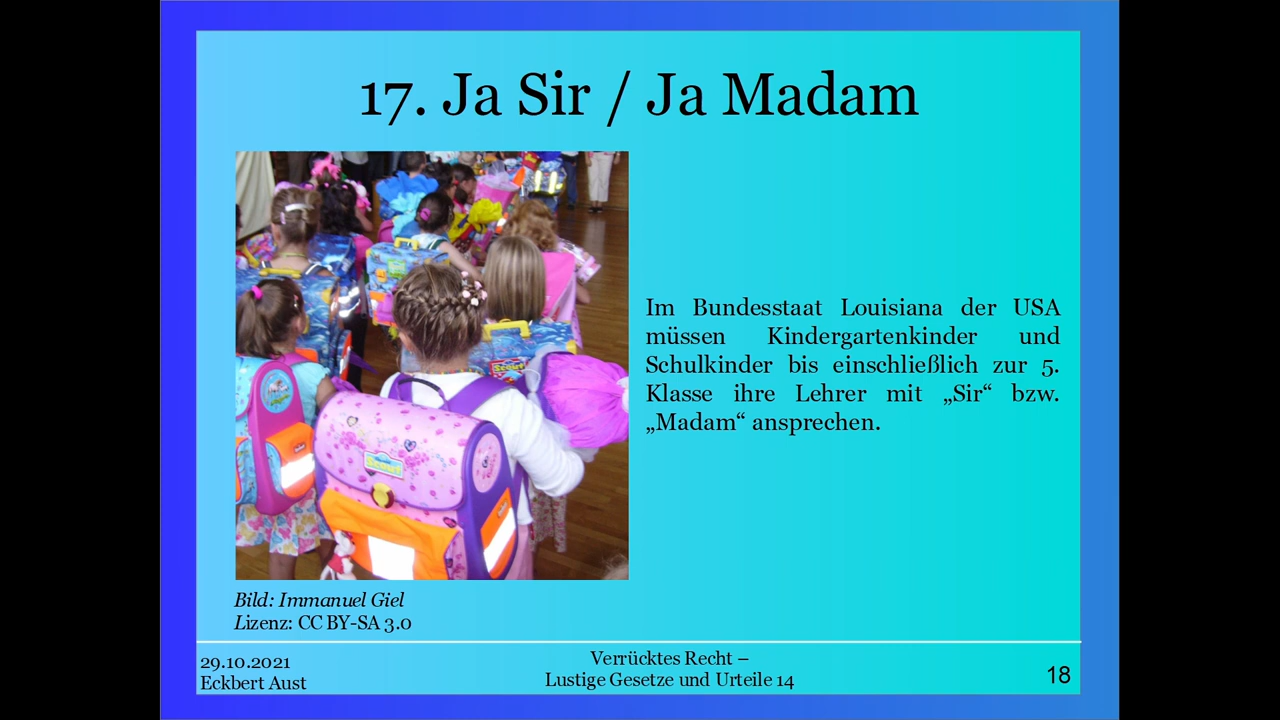 17. Ja Sir / Ja Madam
Im Bundesstaat Louisiana der USA
müssen Kindergartenkinder und
Schulkinder bis einschließlich zur 5.
Klasse ihre Lehrer mit „Sir“ bzw.
„Madam“ ansprechen.
Scout
Scout
Bild: Immanuel Giel
Lizenz: CC BY-SA 3.0
29.10.2021
Eckbert Aust
Verrücktes Recht –
Lustige Gesetze und Urteile 14
18